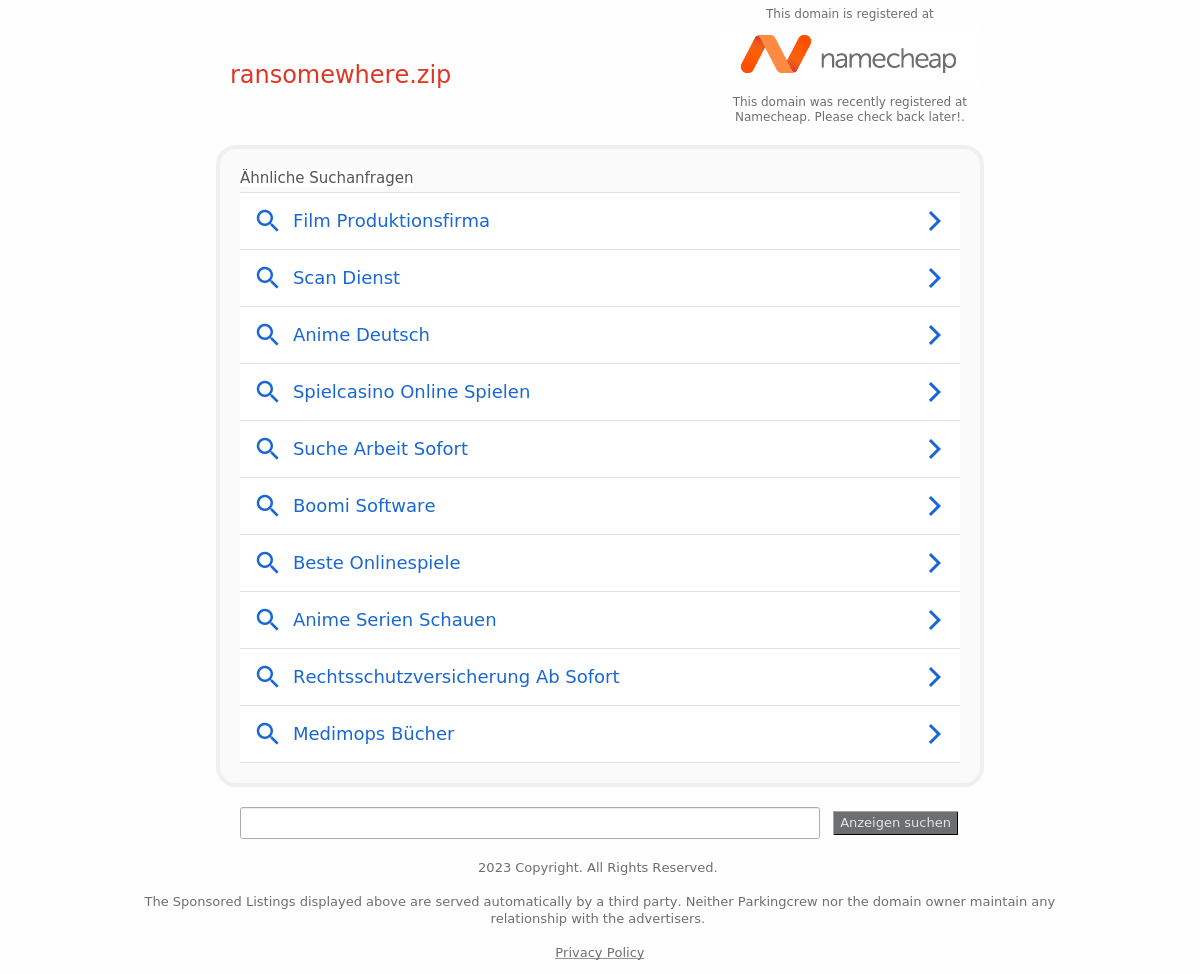 This domain is registered at
namecheap
ransomewhere.zip
This domain was recently registered at
Namecheap. Please check back later!.
Ähnliche Suchanfragen
Film Produktionsfirma
Scan Dienst
Anime Deutsch
Spielcasino Online Spielen
Suche Arbeit Sofort
Boomi Software
Beste Onlinespiele
Anime Serien Schauen
Rechtsschutzversicherung Ab Sofort
Medimops Bücher
Anzeigen suchen
2023 Copyright. All Rights Reserved.
The Sponsored Listings displayed above are served automatically by a third party. Neither Parkingcrew nor the domain owner maintain any
relationship with the advertisers.
Privacy Policy